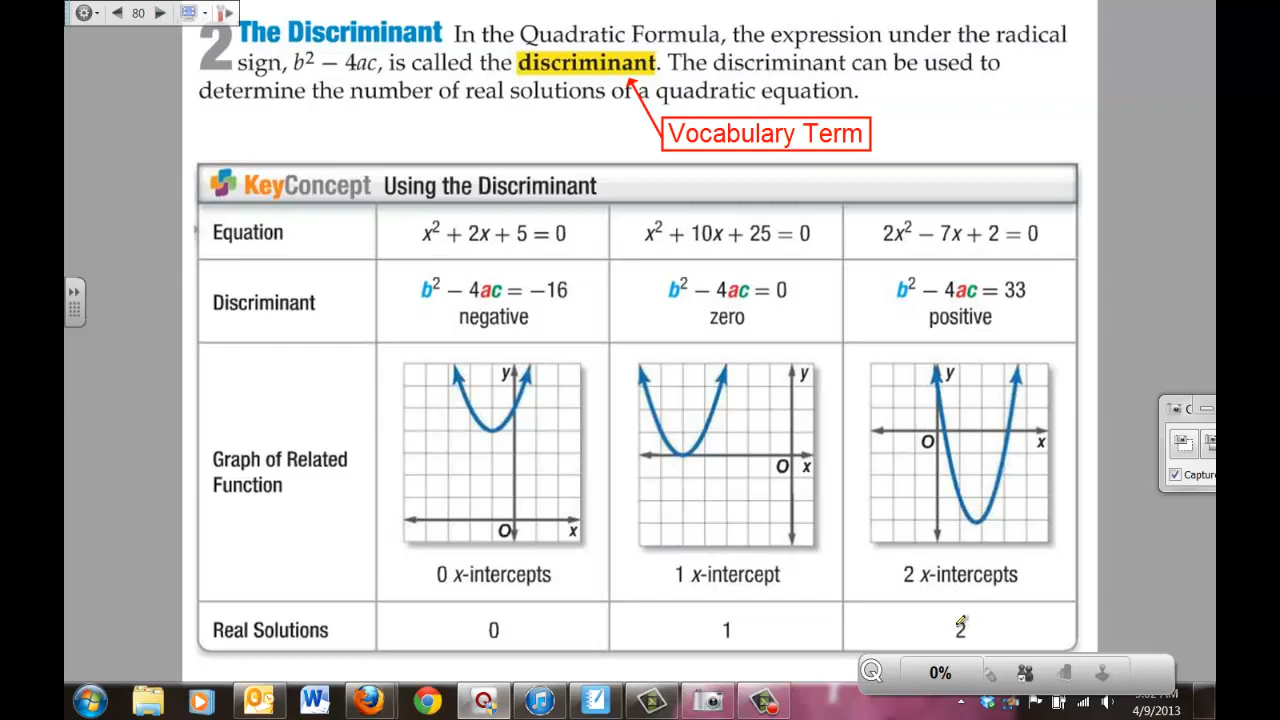 80
2 The Discriminant In the Quadratic Formula, the expression under the radical
sign, b² − 4ac, is called the discriminant. The discriminant can be used to
determine the number of real solutions of a quadratic equation.
Vocabulary Term
KeyConcept Using the Discriminant
Equation x² + 2x + 5 = 0 x² + 10x + 25 = 0 2x² − 7x + 2 = 0
Discriminant b² − 4ac = −16 b² − 4ac = 0 b² − 4ac = 33
negative zero positive
Graph of Related
Function
y y y
O x O x O x
0 x-intercepts 1 x-intercept 2 x-intercepts
Real Solutions 0 1 2
C
Capture
0%
4/9/2013